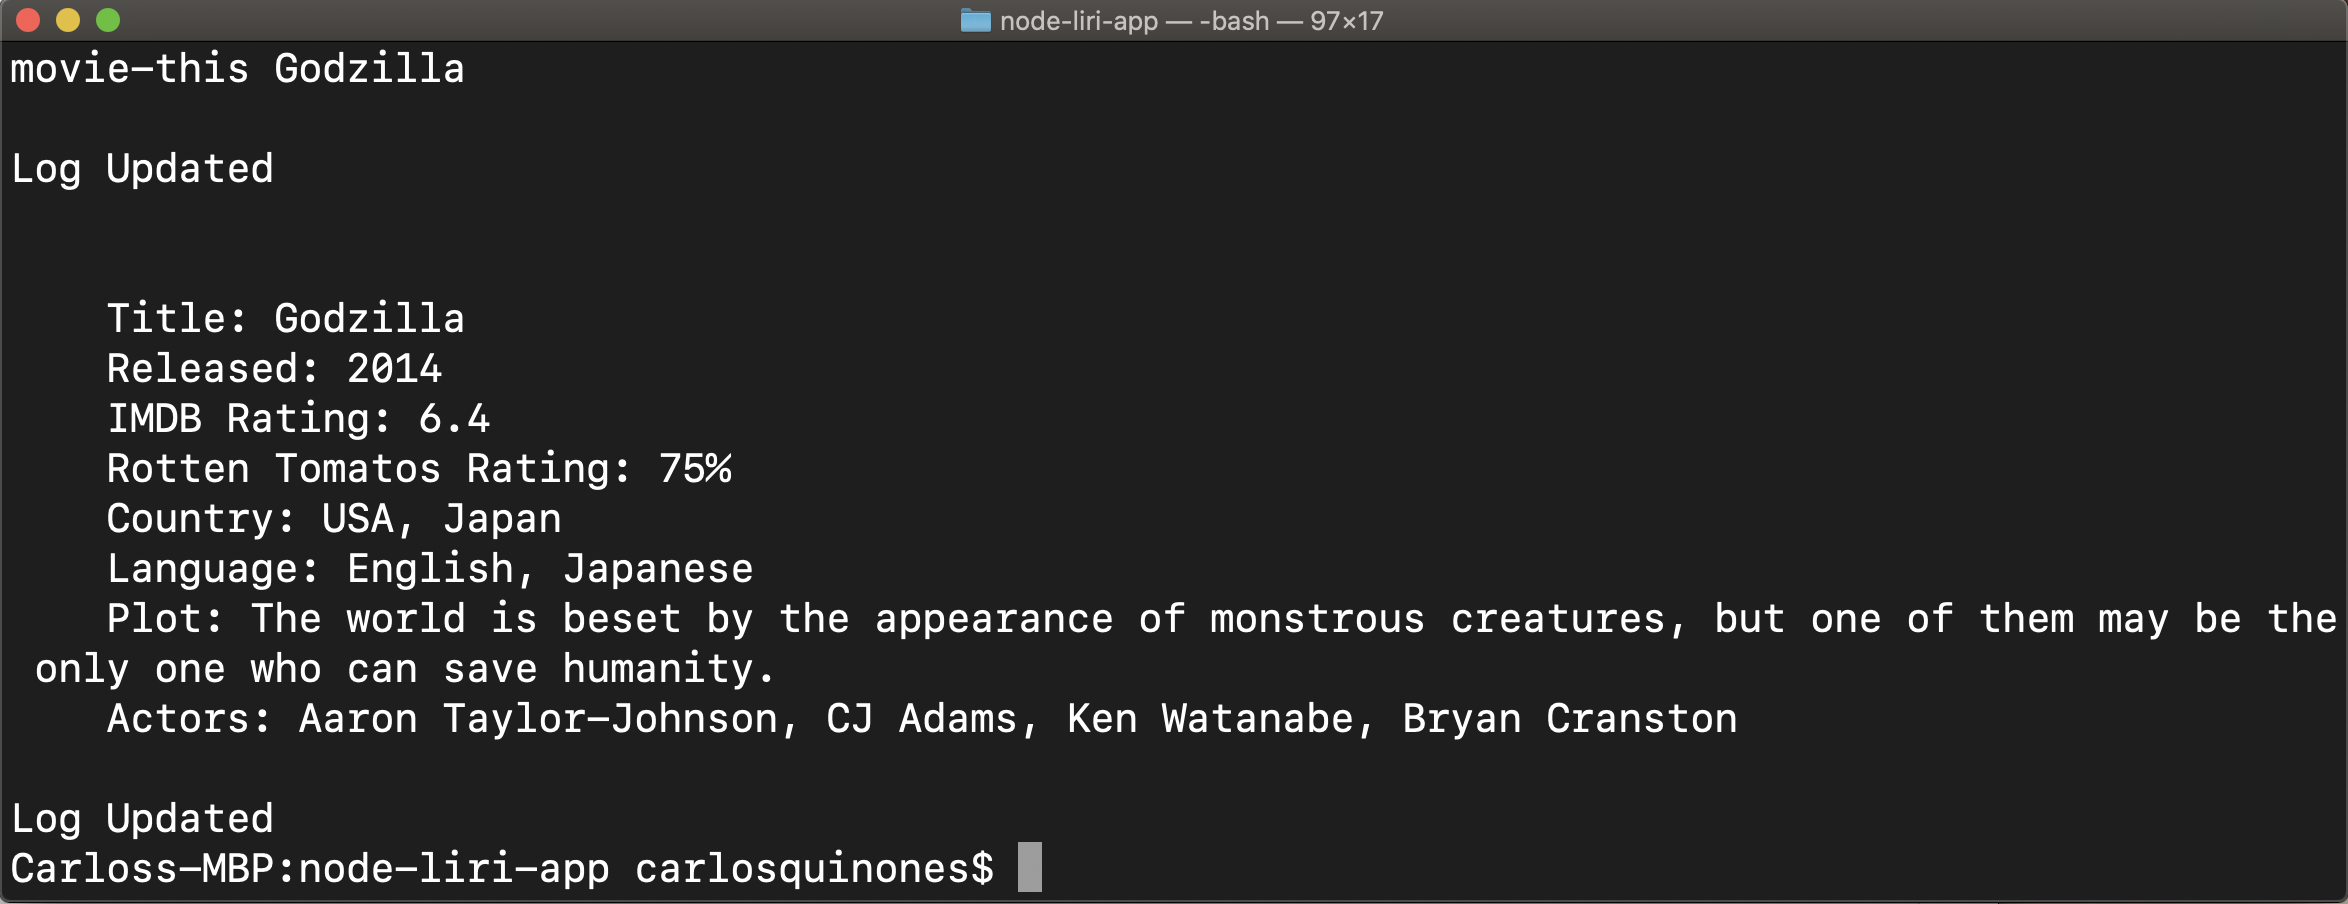 node-liri-app — -bash — 97×17
movie-this Godzilla
Log Updated
Title: Godzilla
Released: 2014
IMDB Rating: 6.4
Rotten Tomatos Rating: 75%
Country: USA, Japan
Language: English, Japanese
Plot: The world is beset by the appearance of monstrous creatures, but one of them may be the
only one who can save humanity.
Actors: Aaron Taylor-Johnson, CJ Adams, Ken Watanabe, Bryan Cranston
Log Updated
Carloss-MBP:node-liri-app carlosquinones$